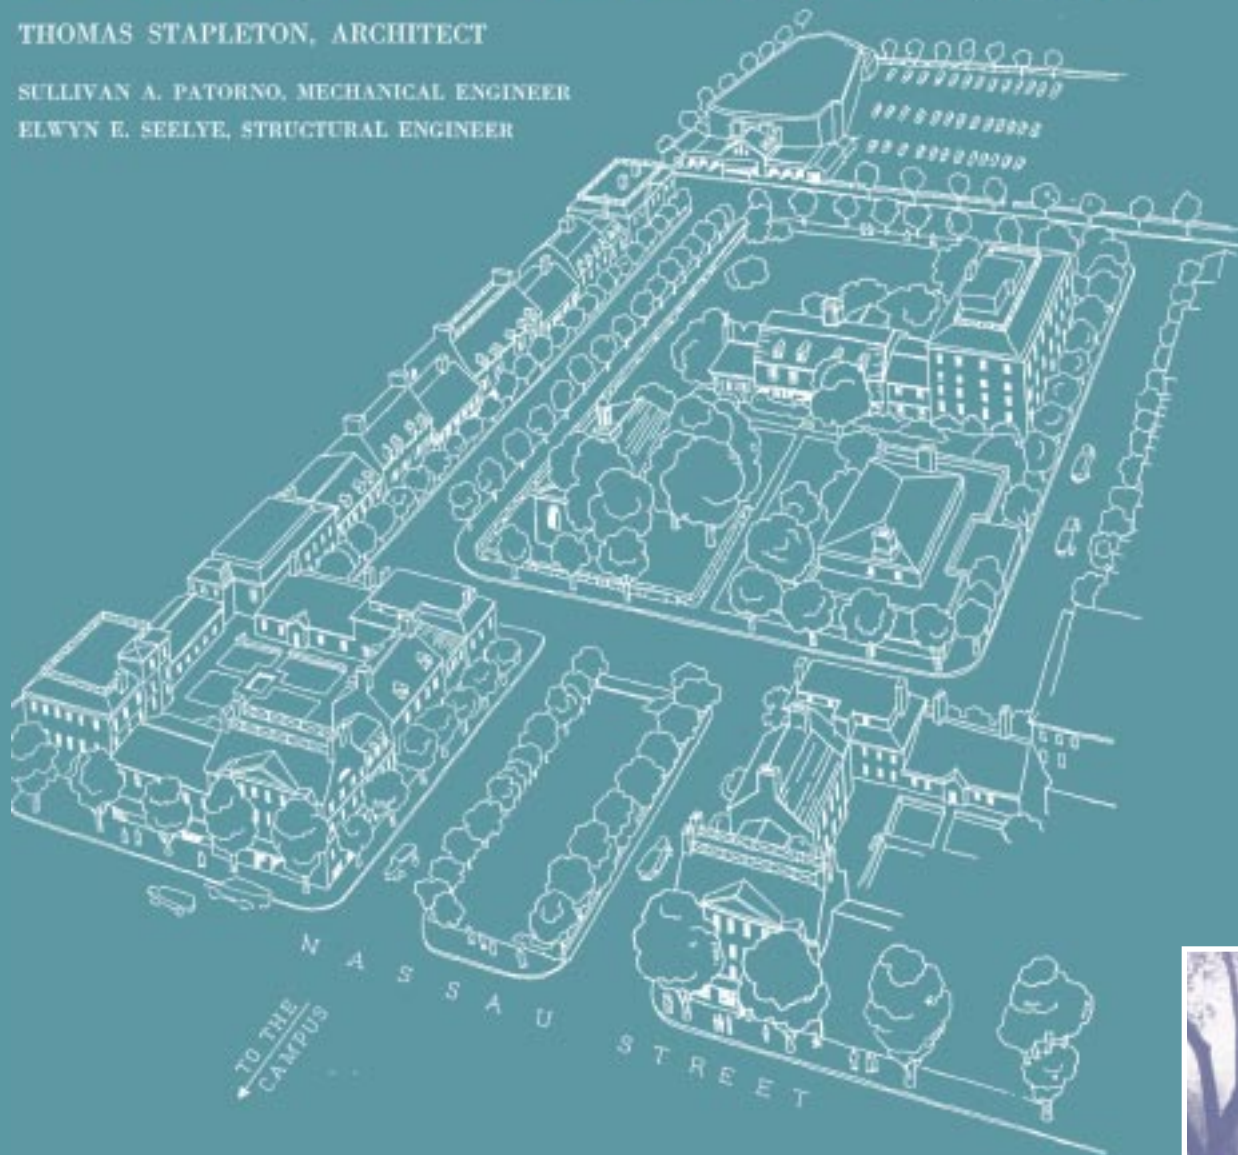 THOMAS STAPLETON, ARCHITECT
SULLIVAN A. PATORNO, MECHANICAL ENGINEER
ELWYN E. SEELYE, STRUCTURAL ENGINEER
NASSAU STREET
TO THE
CAMPUS